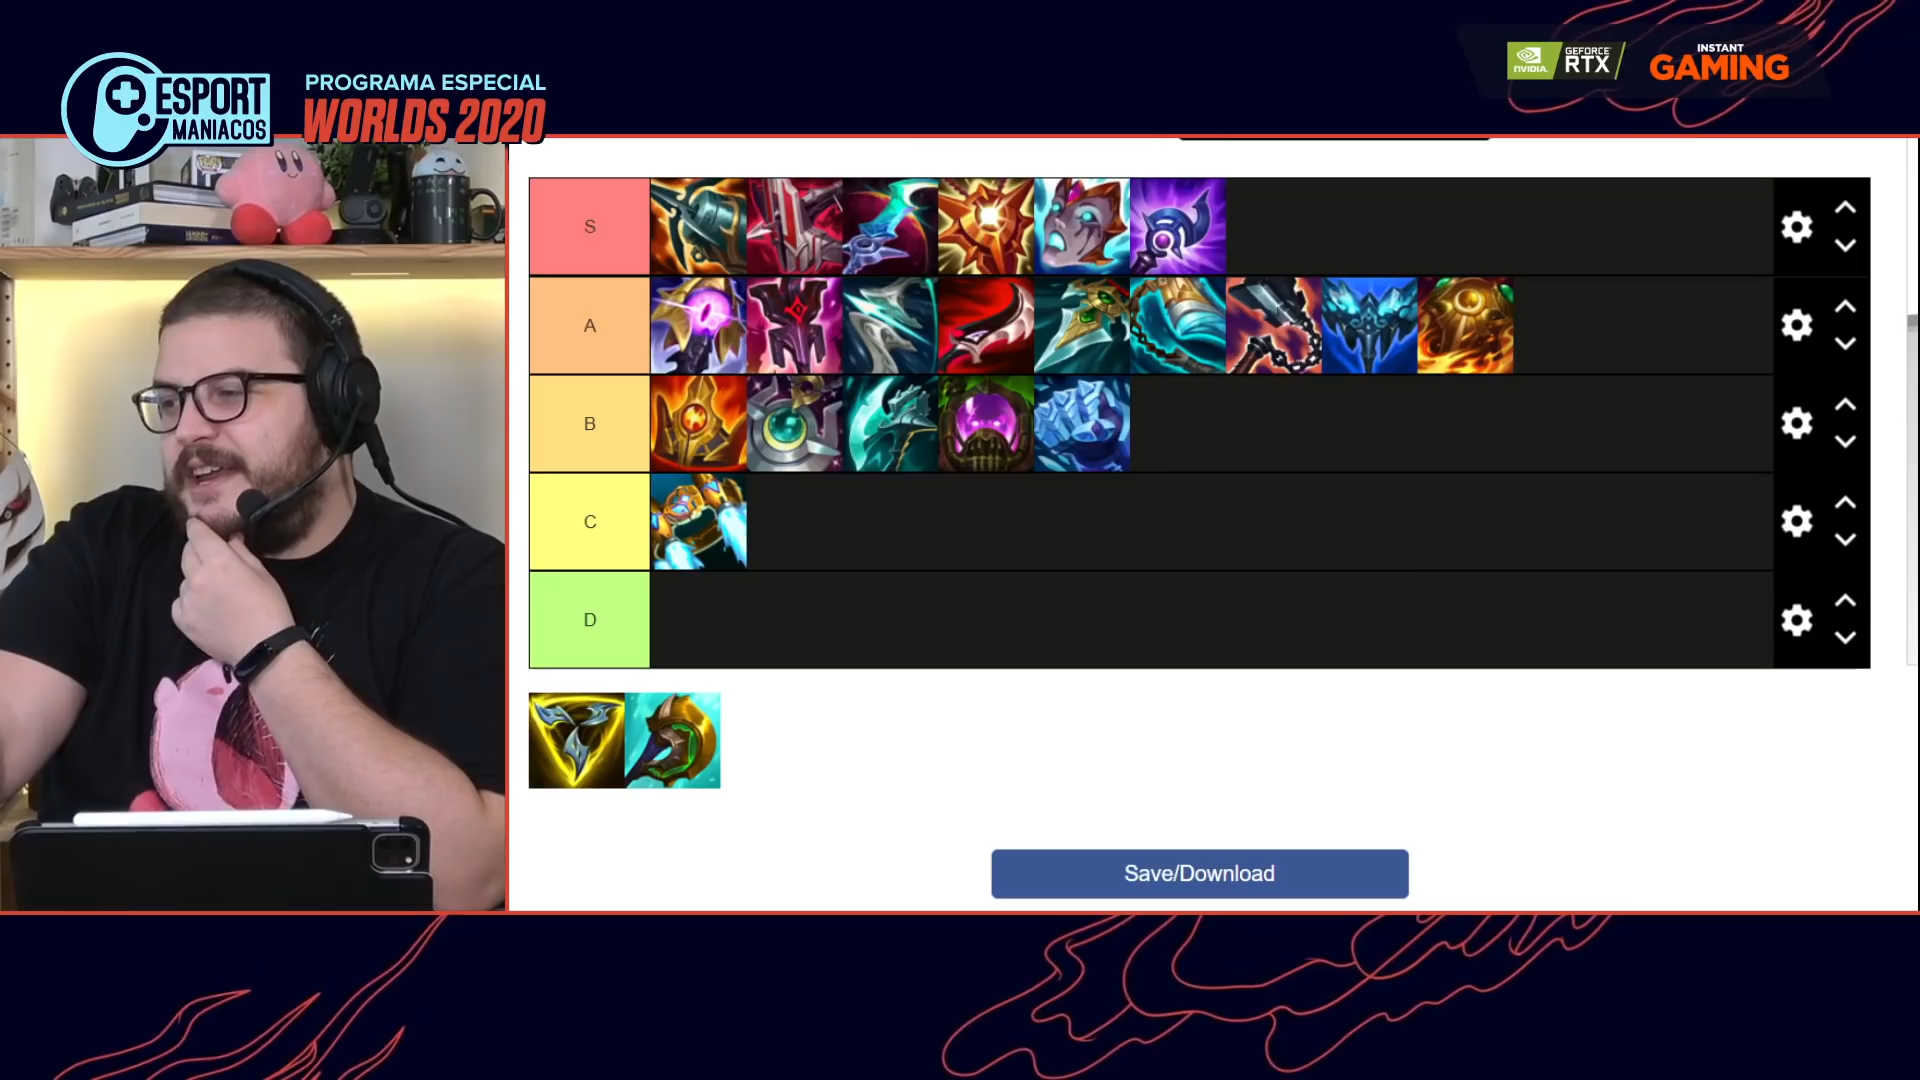 ESPORT
MANIACOS
PROGRAMA ESPECIAL
WORLDS 2020
NVIDIA
GEFORCE
RTX
INSTANT
GAMING
S
A
B
C
D
Save/Download